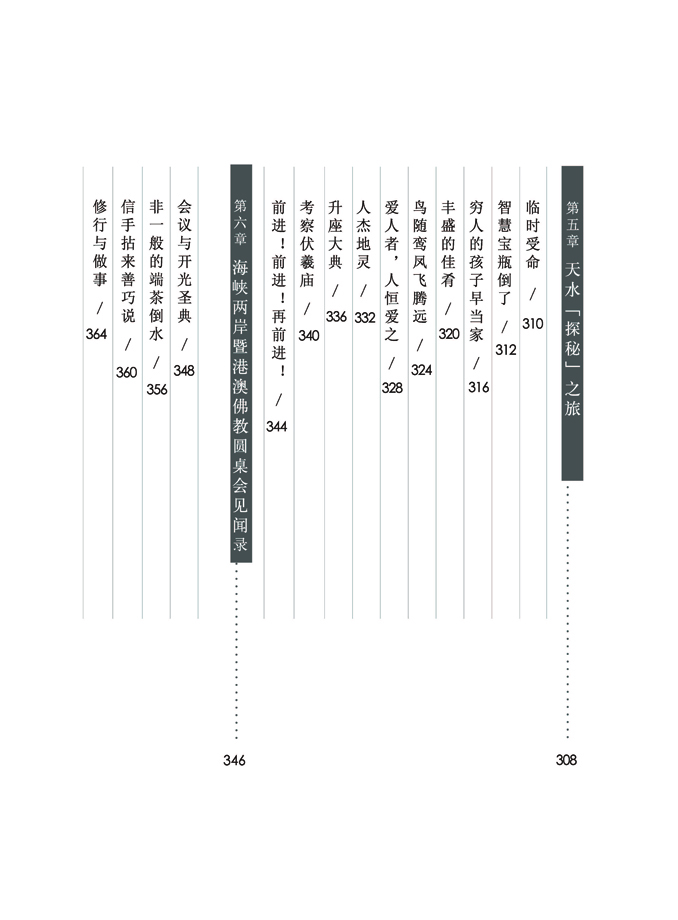 第五章 天水「探秘」之旅 308
临时受命 / 310
智慧宝瓶倒了 / 312
穷人的孩子早当家 / 316
丰盛的佳肴 / 320
鸟随鸾凤飞腾远 / 324
爱人者，人恒爱之 / 328
人杰地灵 / 332
升座大典 / 336
考察伏羲庙 / 340
前进！前进！再前进！ / 344
第六章 海峡两岸暨港澳佛教圆桌会见闻录 346
会议与开光圣典 / 348
非一般的端茶倒水 / 356
信手拈来善巧说 / 360
修行与做事 / 364